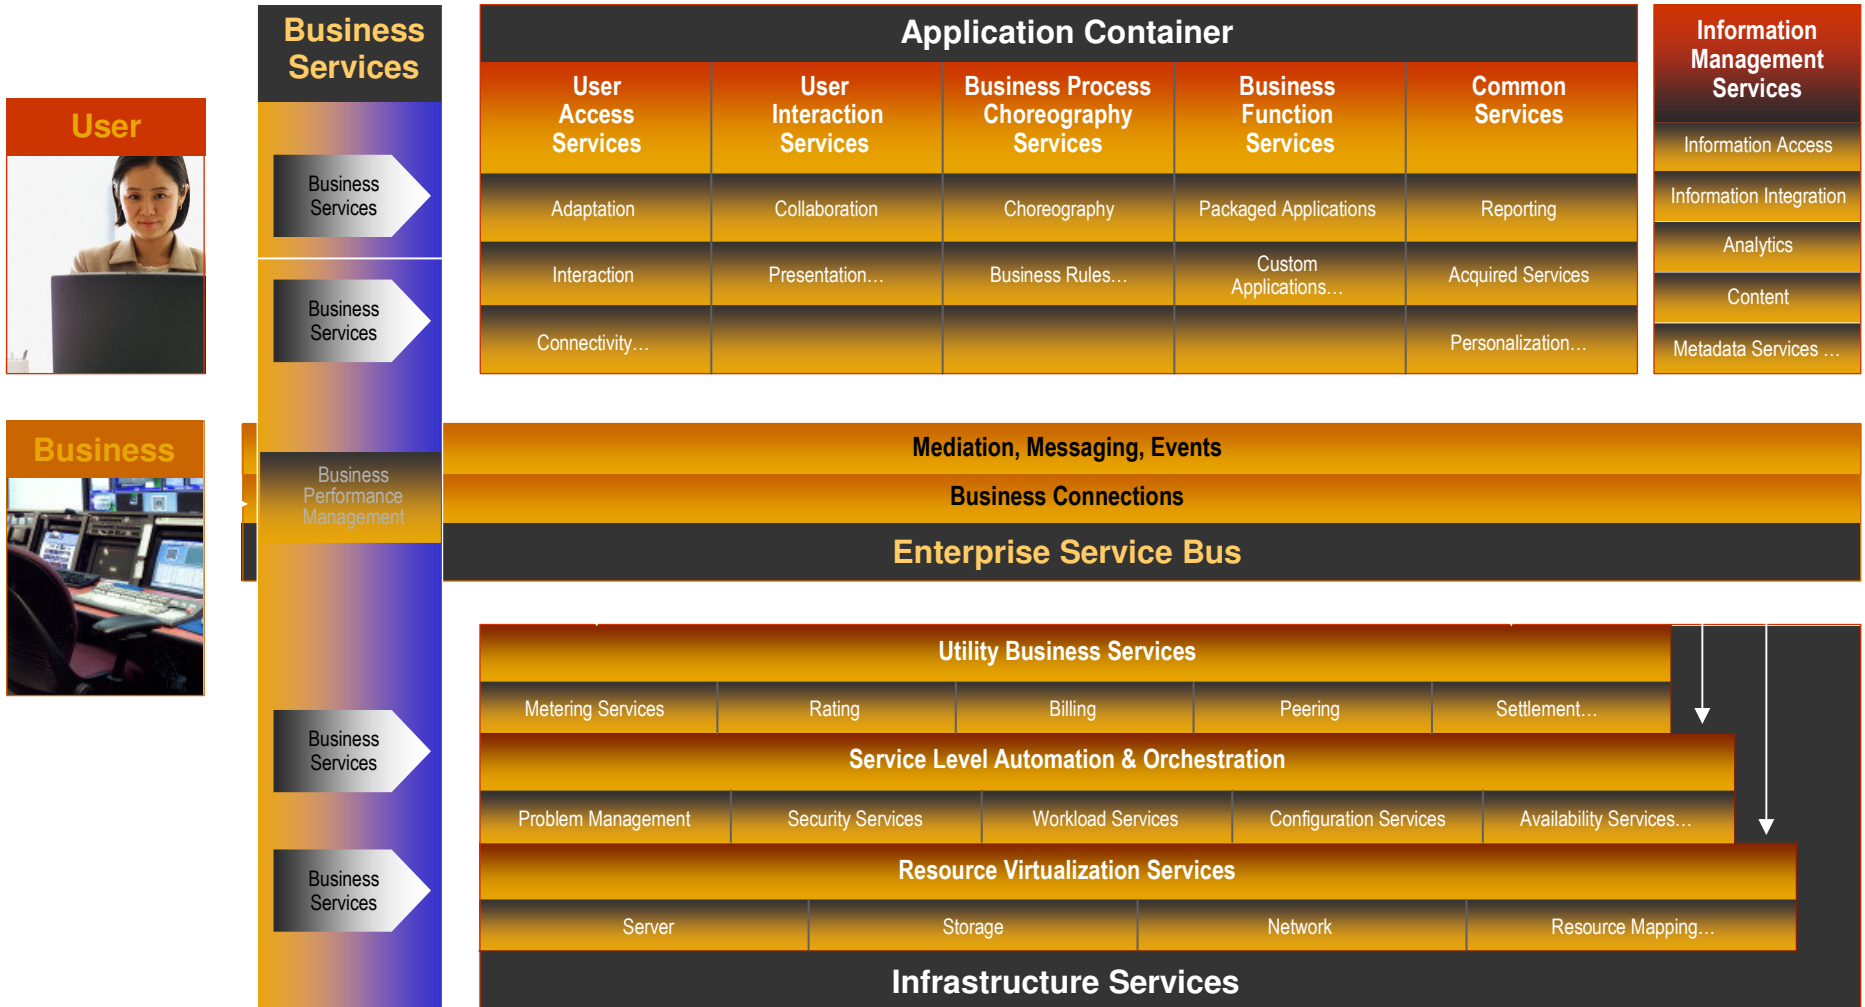 User
Business
Business
Services
Business
Services
Business
Services
Business
Performance
Management
Business
Services
Business
Services
Application Container
User
Access
Services
User
Interaction
Services
Business Process
Choreography
Services
Business
Function
Services
Common
Services
Adaptation
Collaboration
Choreography
Packaged Applications
Reporting
Interaction
Presentation…
Business Rules…
Custom
Applications…
Acquired Services
Connectivity…
Personalization…
Information
Management
Services
Information Access
Information Integration
Analytics
Content
Metadata Services …
Mediation, Messaging, Events
Business Connections
Enterprise Service Bus
Utility Business Services
Metering Services
Rating
Billing
Peering
Settlement…
Service Level Automation & Orchestration
Problem Management
Security Services
Workload Services
Configuration Services
Availability Services…
Resource Virtualization Services
Server
Storage
Network
Resource Mapping…
Infrastructure Services